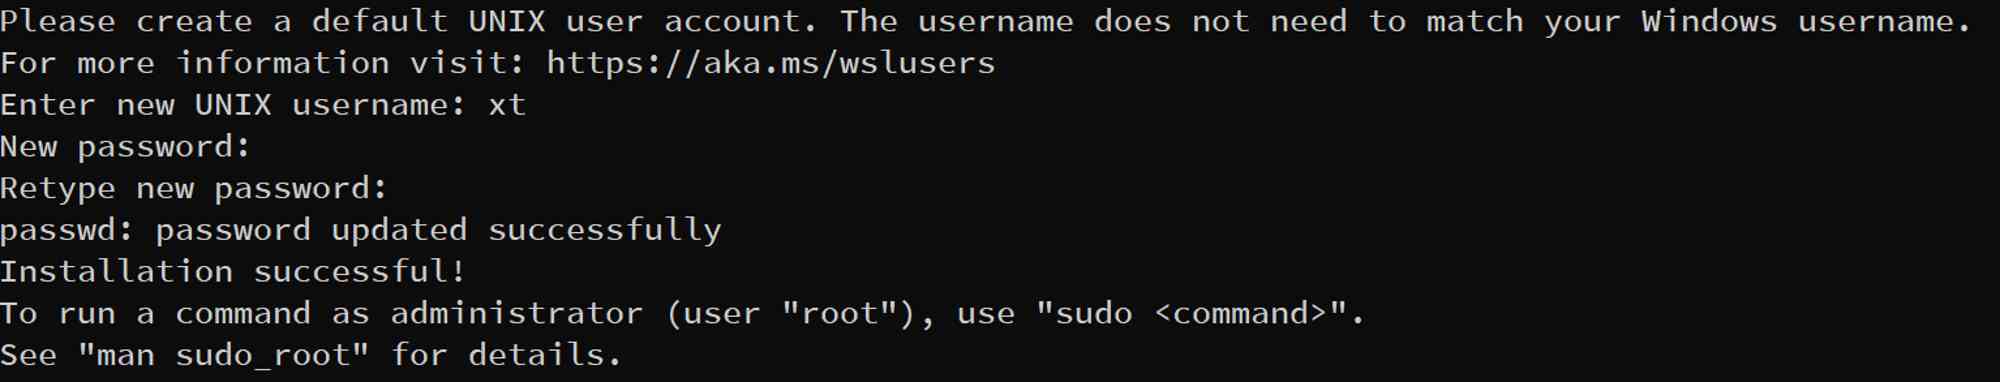 Please create a default UNIX user account. The username does not need to match your Windows username.
For more information visit: https://aka.ms/wslusers
Enter new UNIX username: xt
New password:
Retype new password:
passwd: password updated successfully
Installation successful!
To run a command as administrator (user "root"), use "sudo <command>".
See "man sudo_root" for details.